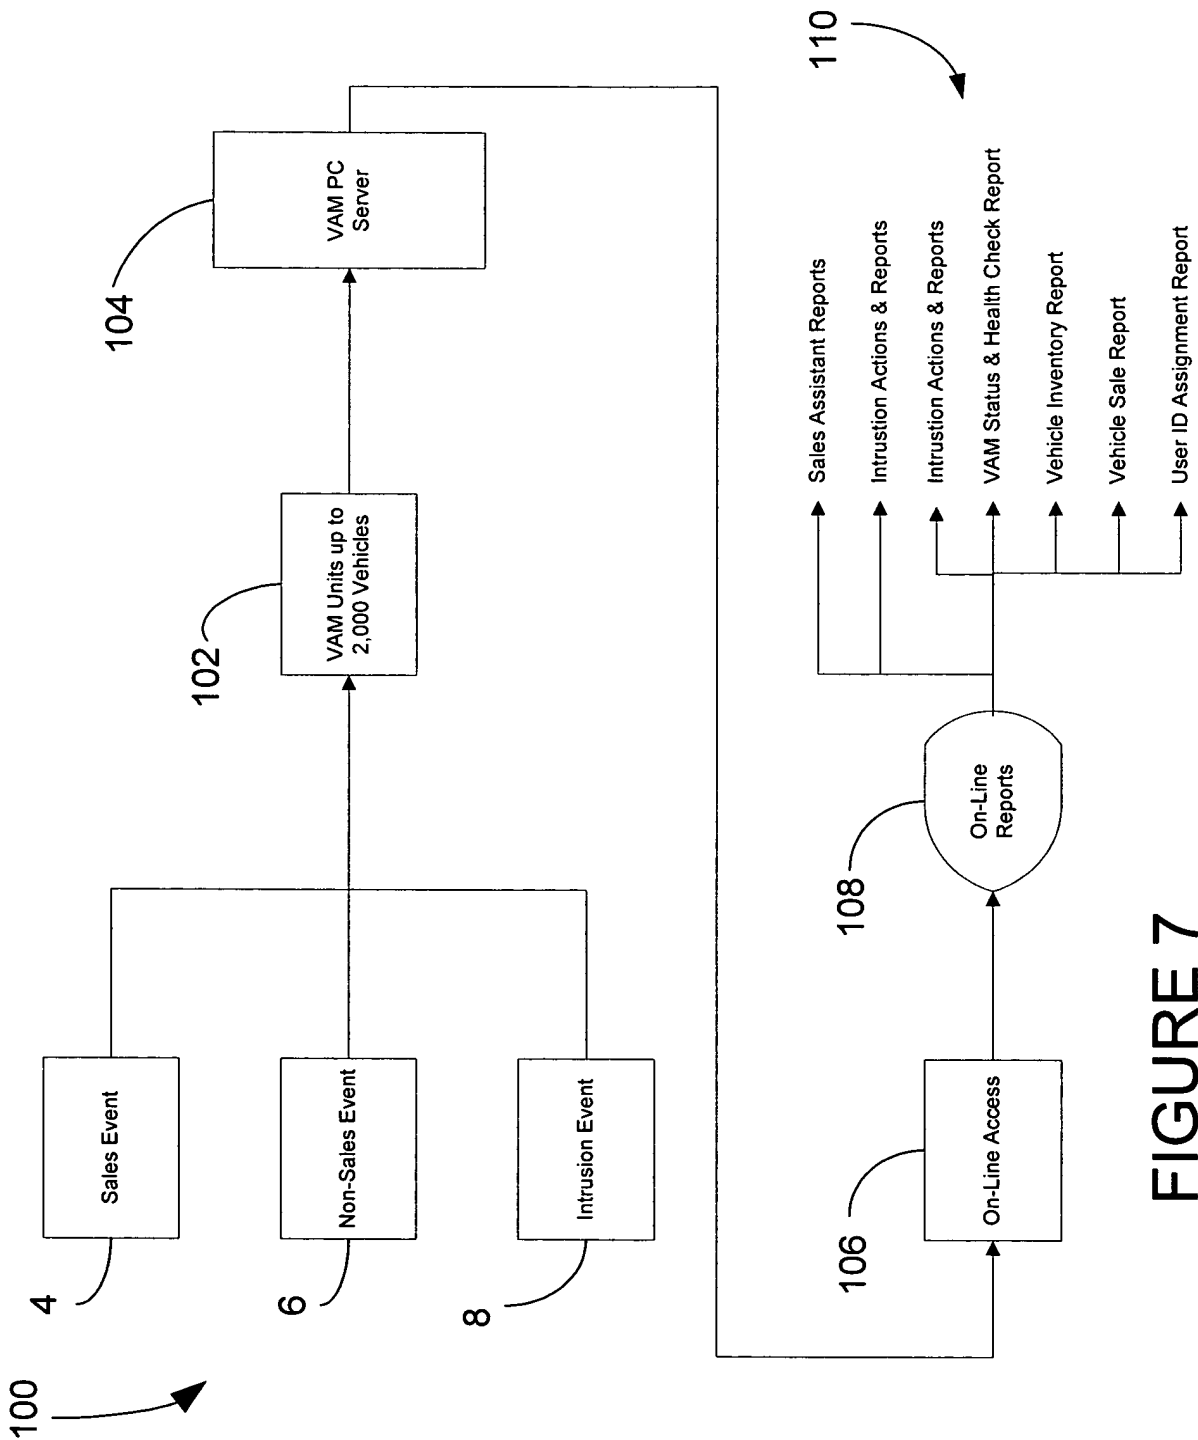 100
4
Sales Event
6
Non-Sales Event
8
Intrusion Event
102
VAM Units up to
2,000 Vehicles
104
VAM PC
Server
106
On-Line Access
108
On-Line
Reports
110
Sales Assistant Reports
Intrustion Actions & Reports
Intrustion Actions & Reports
VAM Status & Health Check Report
Vehicle Inventory Report
Vehicle Sale Report
User ID Assignment Report
FIGURE 7